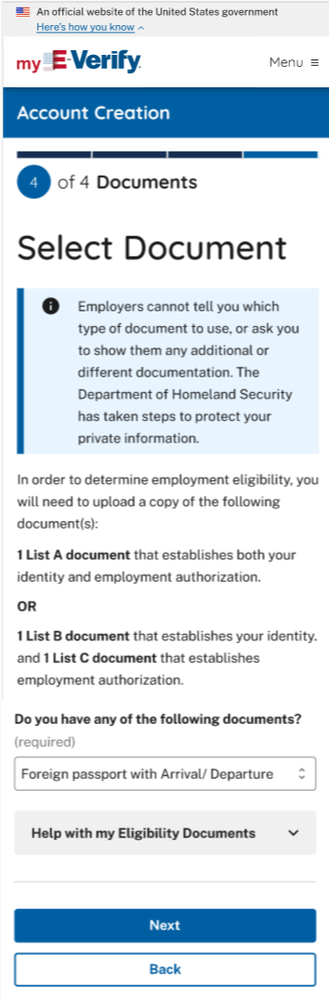 An official website of the United States government
Here's how you know
my E-Verify.
Menu
Account Creation
4 of 4 Documents
Select Document
Employers cannot tell you which
type of document to use, or ask you
to show them any additional or
different documentation. The
Department of Homeland Security
has taken steps to protect your
private information.
In order to determine employment eligibility, you
will need to upload a copy of the following
document(s):
1 List A document that establishes both your
identity and employment authorization.
OR
1 List B document that establishes your identity.
and 1 List C document that establishes
employment authorization.
Do you have any of the following documents?
(required)
Foreign passport with Arrival/ Departure
Help with my Eligibility Documents
Next
Back